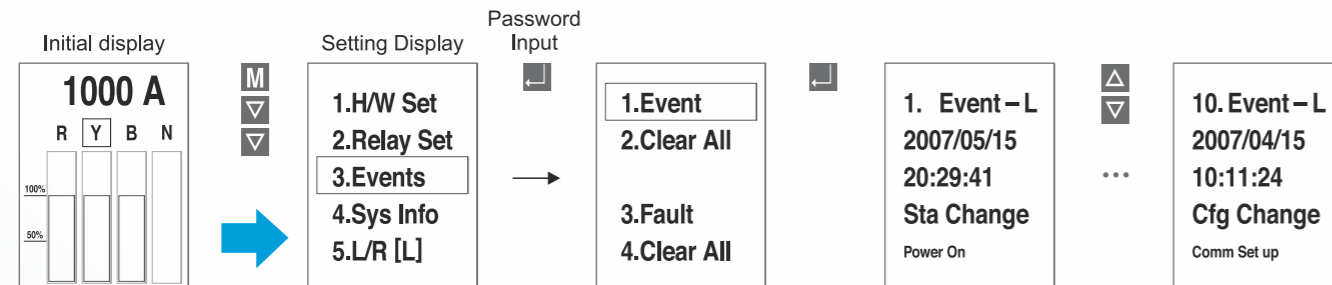 Initial display
1000 A
R Y B N
100%
50%
M
Setting Display
1.H/W Set
2.Relay Set
3.Events
4.Sys Info
5.L/R [L]
Password
Input
1.Event
2.Clear All
3.Fault
4.Clear All
1. Event – L
2007/05/15
20:29:41
Sta Change
Power On
...
10. Event – L
2007/04/15
10:11:24
Cfg Change
Comm Set up